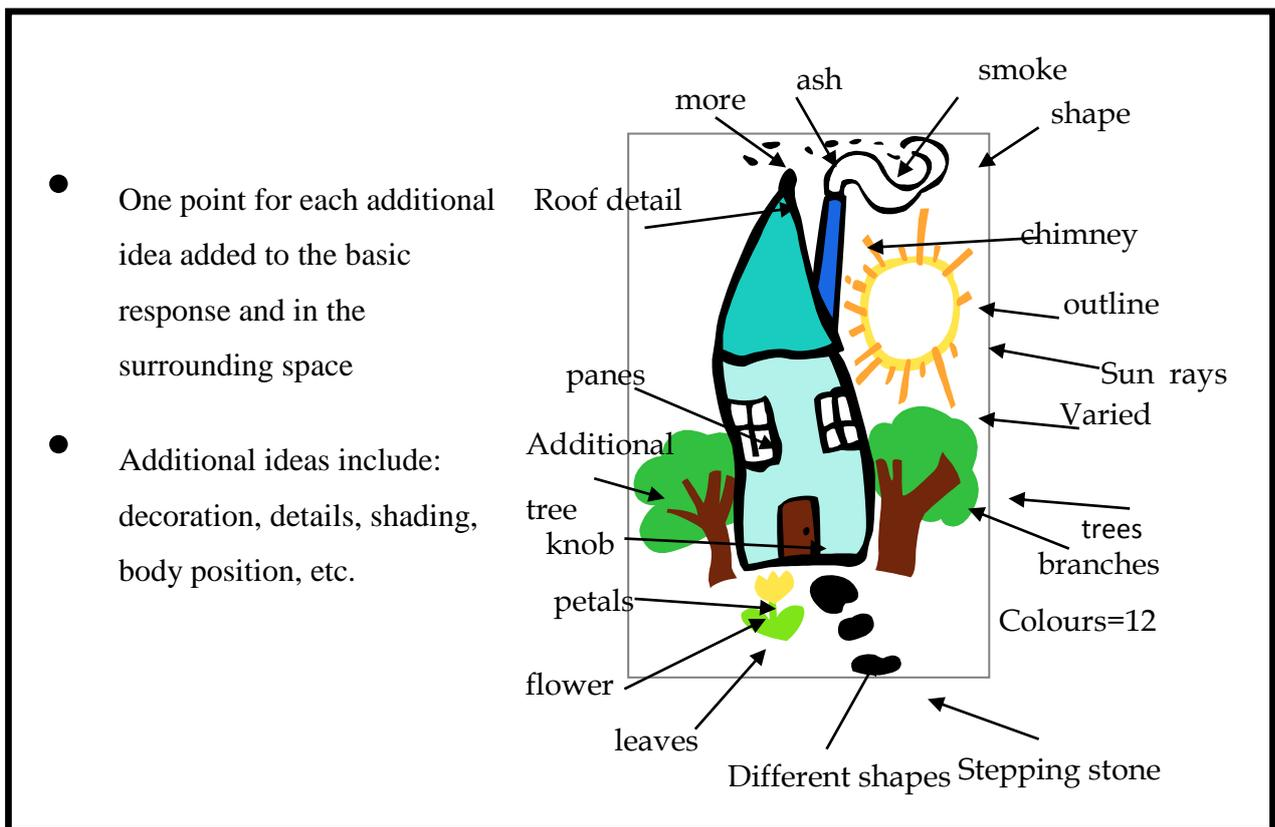 One point for each additional
idea added to the basic
response and in the
surrounding space
Additional ideas include:
decoration, details, shading,
body position, etc.
more
ash
smoke
shape
Roof detail
chimney
outline
panes
Sun rays
Varied
Additional
tree
knob
trees
branches
petals
Colours=12
flower
leaves
Different shapes
Stepping stone